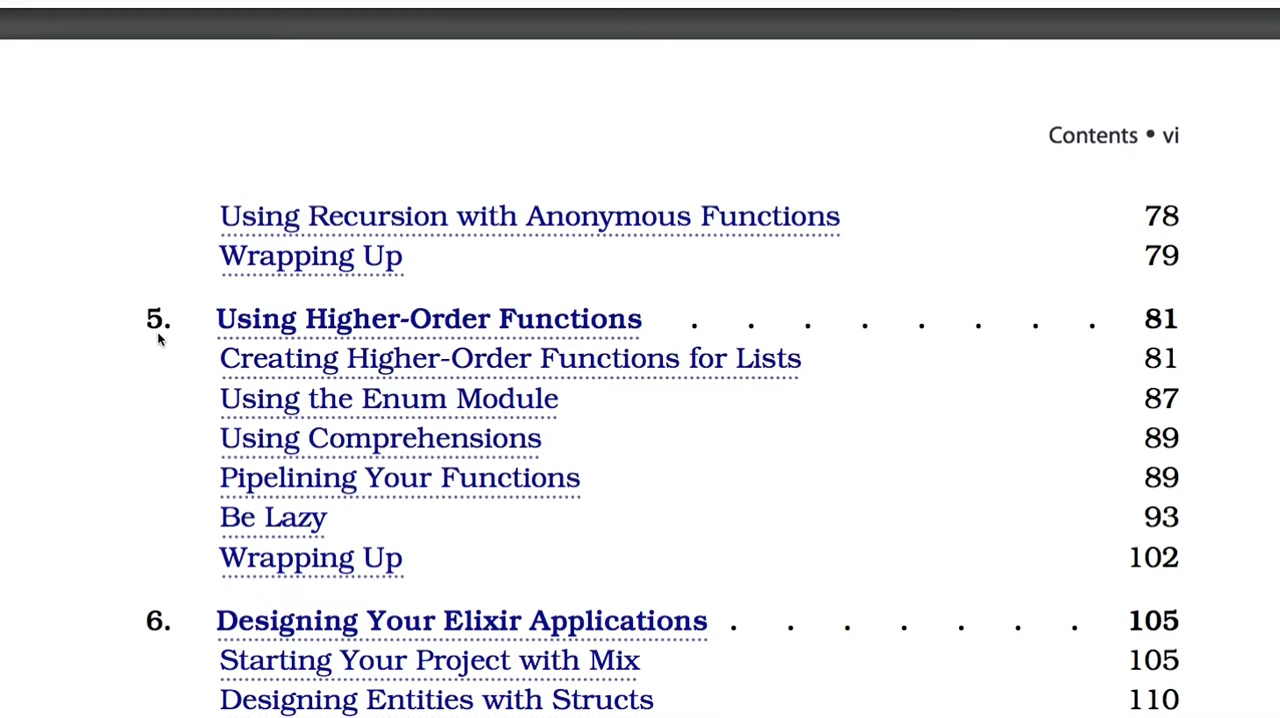 Contents • vi
Using Recursion with Anonymous Functions 78
Wrapping Up 79
5. Using Higher-Order Functions . . . . . . . . 81
Creating Higher-Order Functions for Lists 81
Using the Enum Module 87
Using Comprehensions 89
Pipelining Your Functions 89
Be Lazy 93
Wrapping Up 102
6. Designing Your Elixir Applications . . . . . . . 105
Starting Your Project with Mix 105
Designing Entities with Structs 110